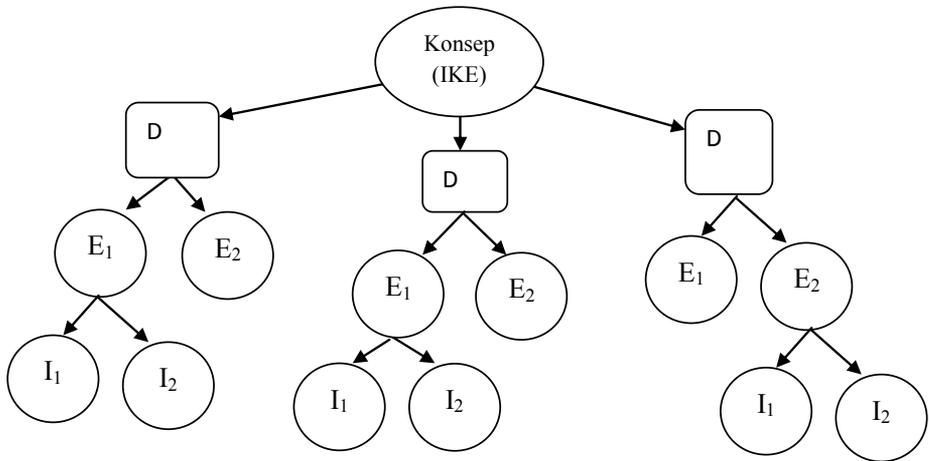 Konsep
(IKE)
D
D
D
E₁
E₂
E₁
E₂
E₁
E₂
I₁
I₂
I₁
I₂
I₁
I₂